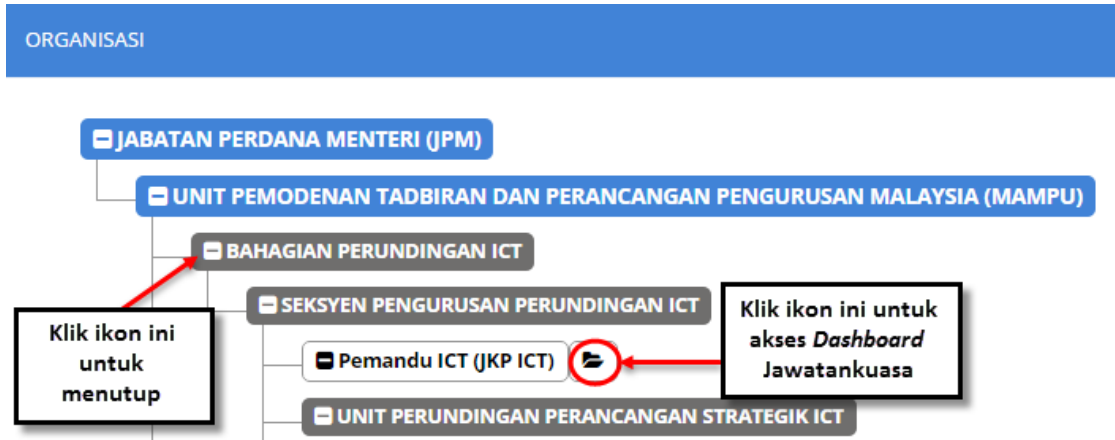 ORGANISASI
JABATAN PERDANA MENTERI (JPM)
UNIT PEMODENAN TADBIRAN DAN PERANCANGAN PENGURUSAN MALAYSIA (MAMPU)
BAHAGIAN PERUNDINGAN ICT
SEKSYEN PENGURUSAN PERUNDINGAN ICT
Klik ikon ini
untuk
menutup
Klik ikon ini untuk
akses Dashboard
Jawatankuasa
Pemandu ICT (JKP ICT)
UNIT PERUNDINGAN PERANCANGAN STRATEGIK ICT